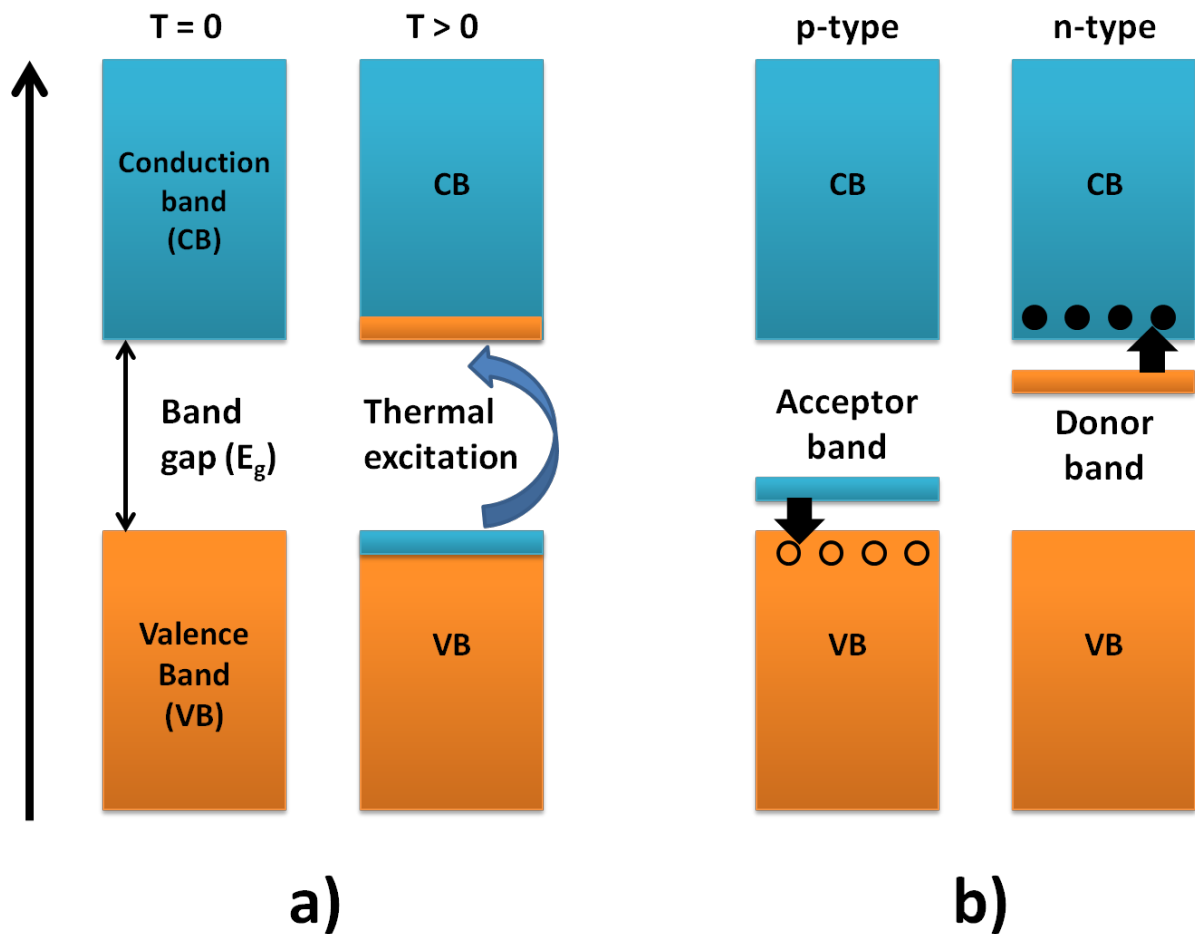 T = 0
T > 0
p-type
n-type
Conduction
band
(CB)
CB
CB
CB
Band
gap (Eg)
Thermal
excitation
Acceptor
band
Donor
band
Valence
Band
(VB)
VB
VB
VB
a)
b)